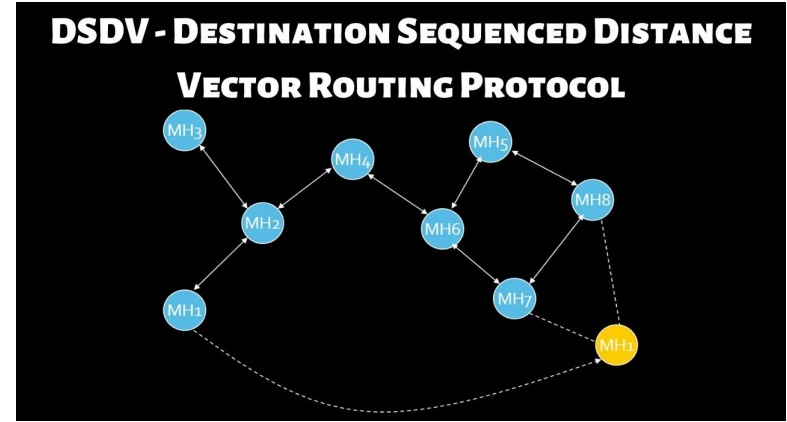 DSDV - DESTINATION SEQUENCED DISTANCE
VECTOR ROUTING PROTOCOL
MH3
MH4
MH5
MH8
MH2
MH6
MH7
MH1
MH1